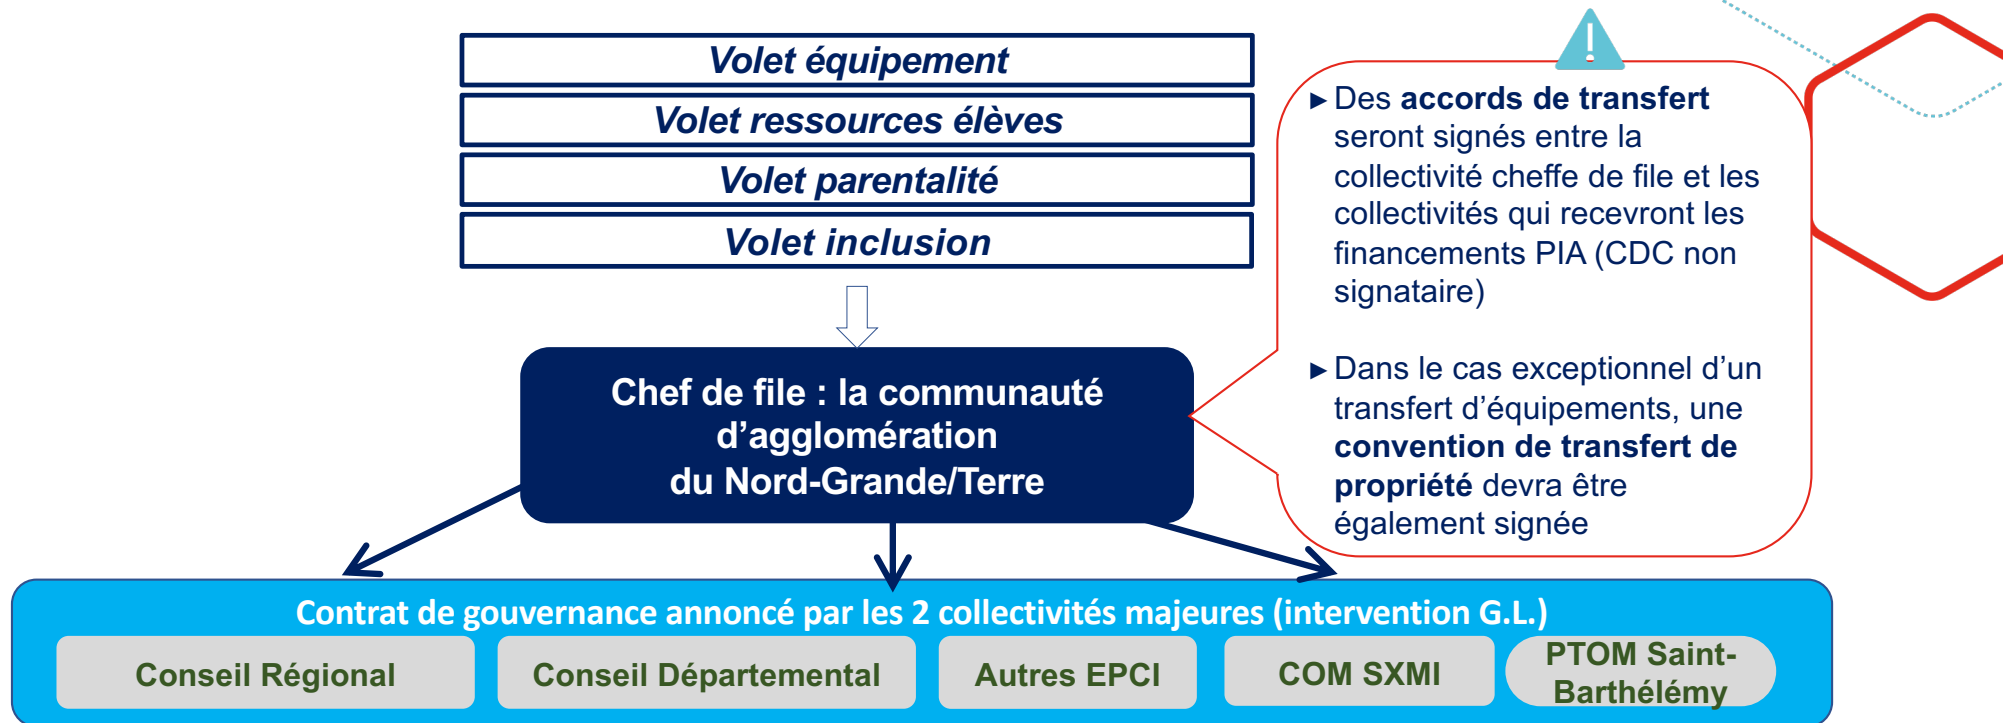 Volet équipement
Volet ressources élèves
Volet parentalité
Volet inclusion
►Des accords de transfert
seront signés entre la
collectivité cheffe de file et les
collectivités qui recevront les
financements PIA (CDC non
signataire)
►Dans le cas exceptionnel d’un
transfert d’équipements, une
convention de transfert de
propriété devra être
également signée
Chef de file : la communauté
d’agglomération
du Nord-Grande/Terre
Contrat de gouvernance annoncé par les 2 collectivités majeures (intervention G.L.)
Conseil Régional
Conseil Départemental
Autres EPCI
COM SXMI
PTOM Saint-
Barthélémy